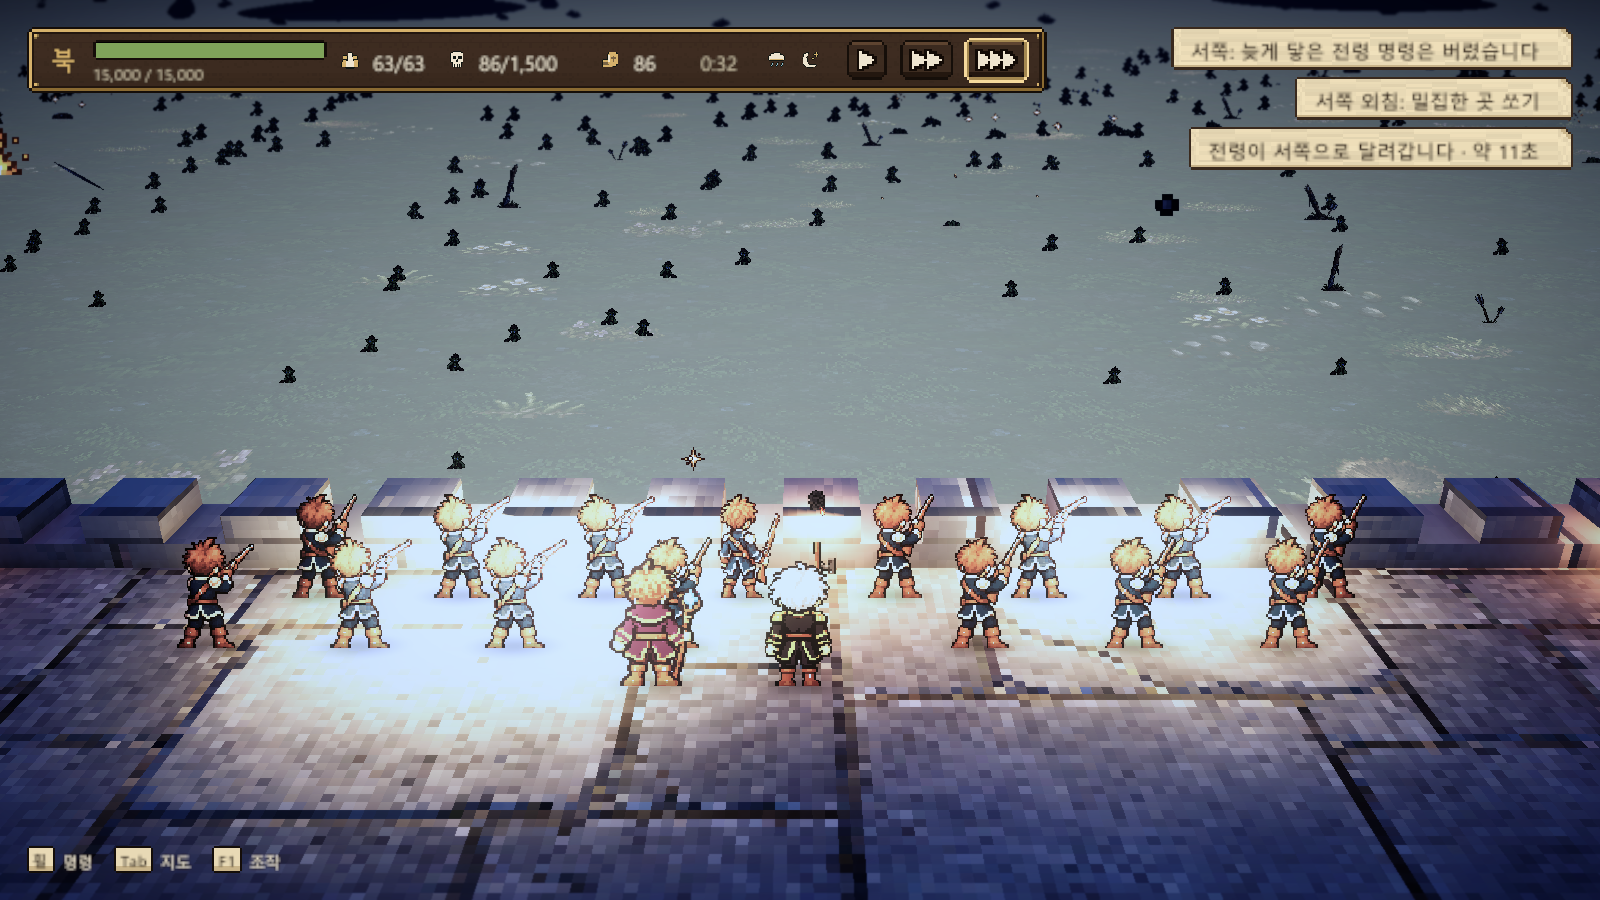 북
15,000 / 15,000
63/63
86/1,500
86
0:32
서쪽: 늦게 닿은 전령 명령은 버렸습니다
서쪽 외침: 밀집한 곳 쏘기
전령이 서쪽으로 달려갑니다 · 약 11초
휠 명령
Tab 지도
F1 조작